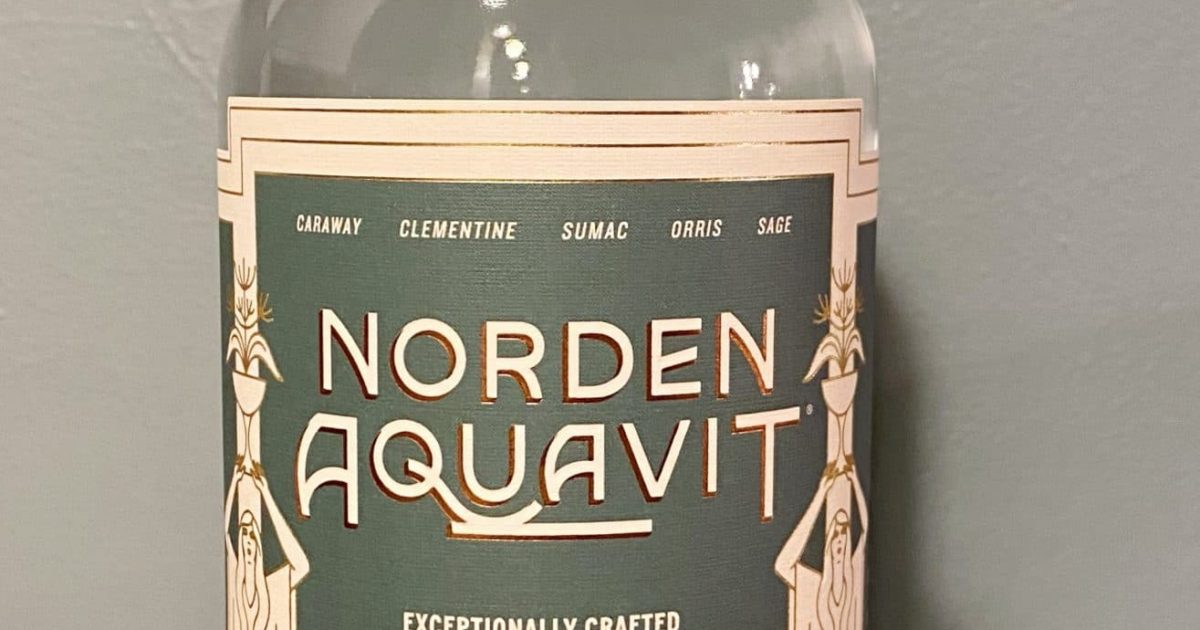 CARAWAY CLEMENTINE SUMAC ORRIS SAGE
NORDEN
AQUAVIT®
EXCEPTIONALLY CRAFTED